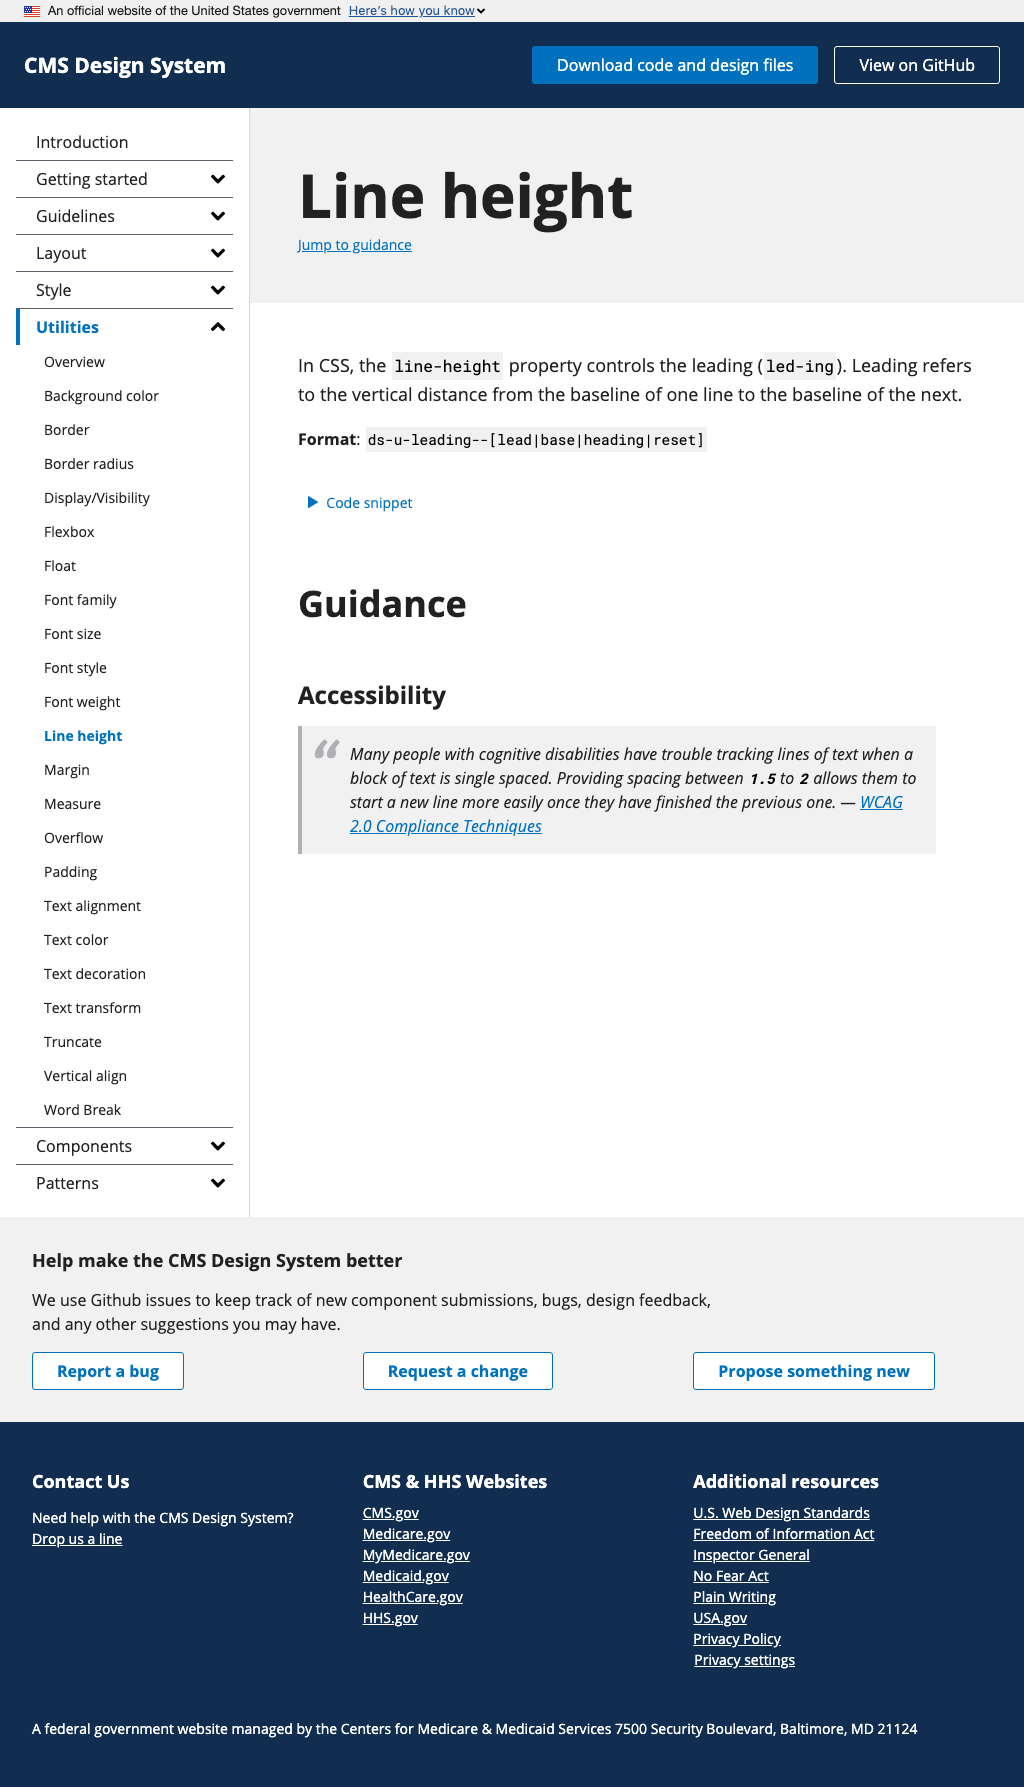 An official website of the United States government Here's how you know
CMS Design System
Download code and design files
View on GitHub
Introduction
Getting started
Guidelines
Layout
Style
Utilities
Overview
Background color
Border
Border radius
Display/Visibility
Flexbox
Float
Font family
Font size
Font style
Font weight
Line height
Margin
Measure
Overflow
Padding
Text alignment
Text color
Text decoration
Text transform
Truncate
Vertical align
Word Break
Components
Patterns
Line height
Jump to guidance
In CSS, the line-height property controls the leading (led-ing). Leading refers
to the vertical distance from the baseline of one line to the baseline of the next.
Format: ds-u-leading--[lead|base|heading|reset]
Code snippet
Guidance
Accessibility
Many people with cognitive disabilities have trouble tracking lines of text when a
block of text is single spaced. Providing spacing between 1.5 to 2 allows them to
start a new line more easily once they have finished the previous one. — WCAG
2.0 Compliance Techniques
Help make the CMS Design System better
We use Github issues to keep track of new component submissions, bugs, design feedback,
and any other suggestions you may have.
Report a bug
Request a change
Propose something new
Contact Us
Need help with the CMS Design System?
Drop us a line
CMS & HHS Websites
CMS.gov
Medicare.gov
MyMedicare.gov
Medicaid.gov
HealthCare.gov
HHS.gov
Additional resources
U.S. Web Design Standards
Freedom of Information Act
Inspector General
No Fear Act
Plain Writing
USA.gov
Privacy Policy
Privacy settings
A federal government website managed by the Centers for Medicare & Medicaid Services 7500 Security Boulevard, Baltimore, MD 21124